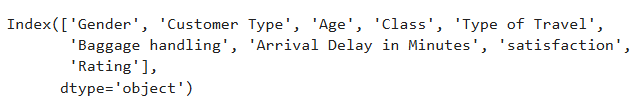 Index(['Gender', 'Customer Type', 'Age', 'Class', 'Type of Travel',
'Baggage handling', 'Arrival Delay in Minutes', 'satisfaction',
'Rating'],
dtype='object')